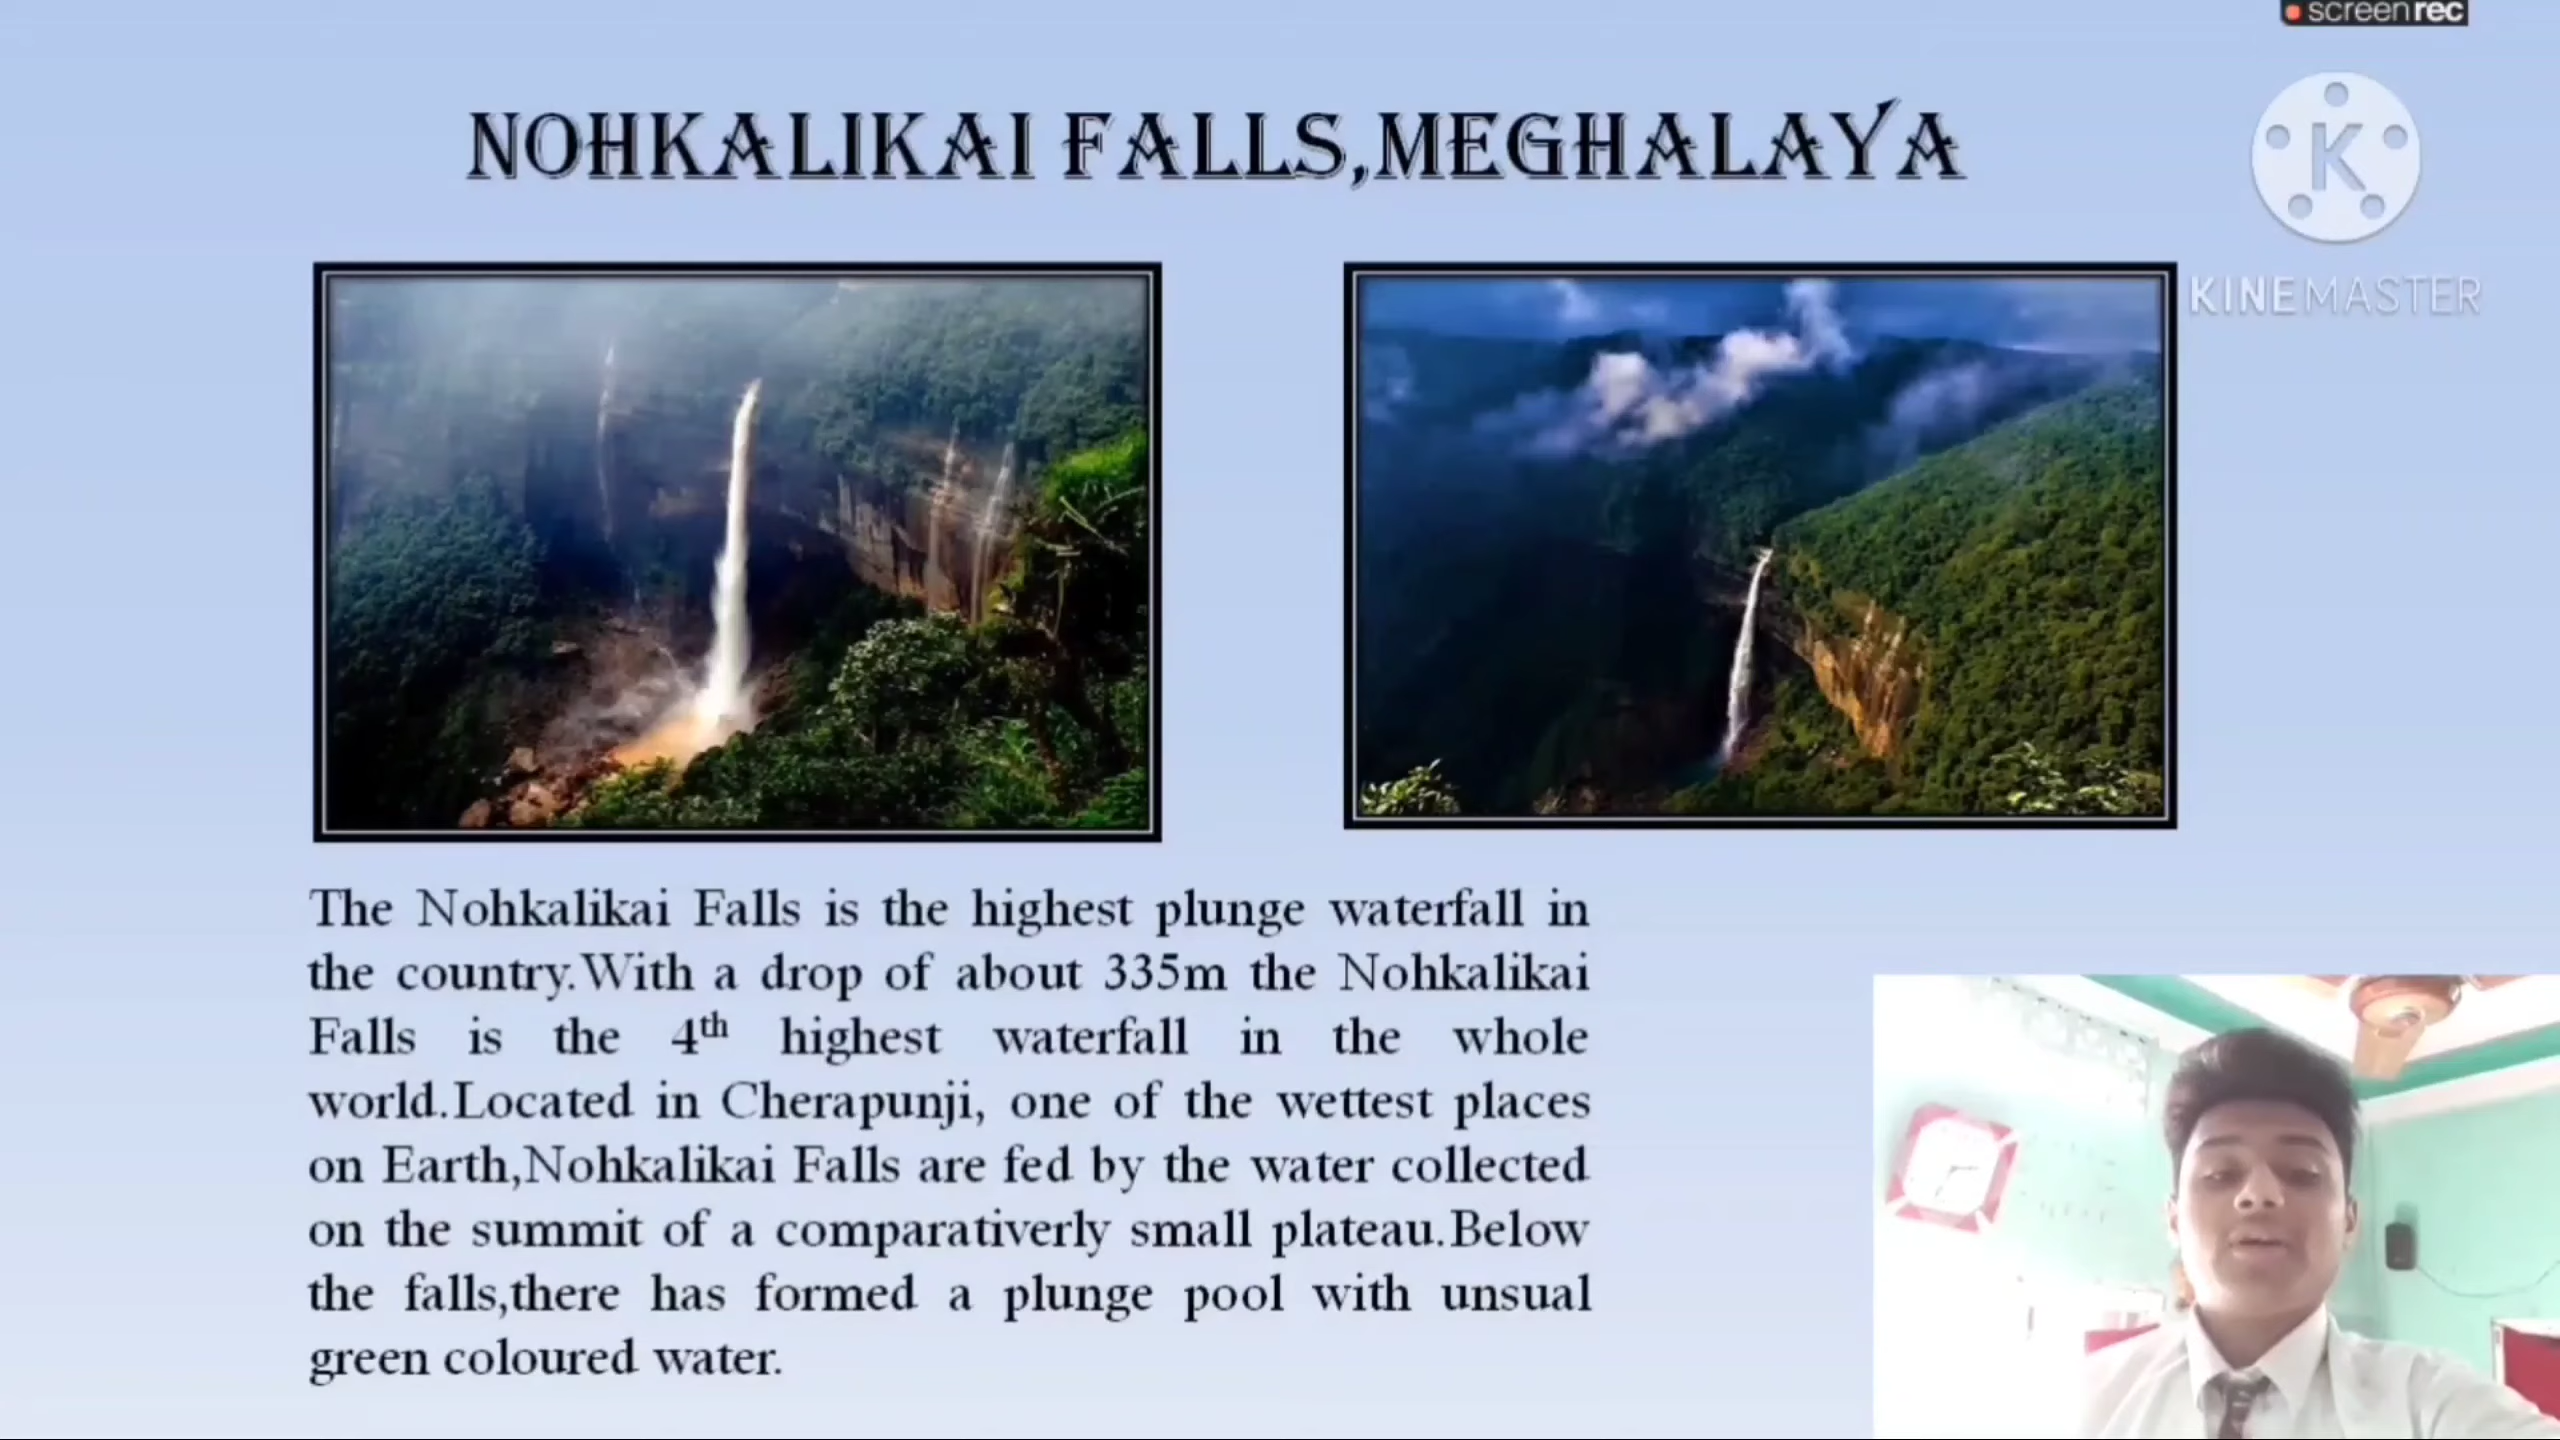 screenrec
NOHKALIKAI FALLS,MEGHALAYA
K
KINEMASTER
The Nohkalikai Falls is the highest plunge waterfall in
the country.With a drop of about 335m the Nohkalikai
Falls is the 4th highest waterfall in the whole
world.Located in Cherapunji, one of the wettest places
on Earth,Nohkalikai Falls are fed by the water collected
on the summit of a comparativerly small plateau.Below
the falls,there has formed a plunge pool with unsual
green coloured water.